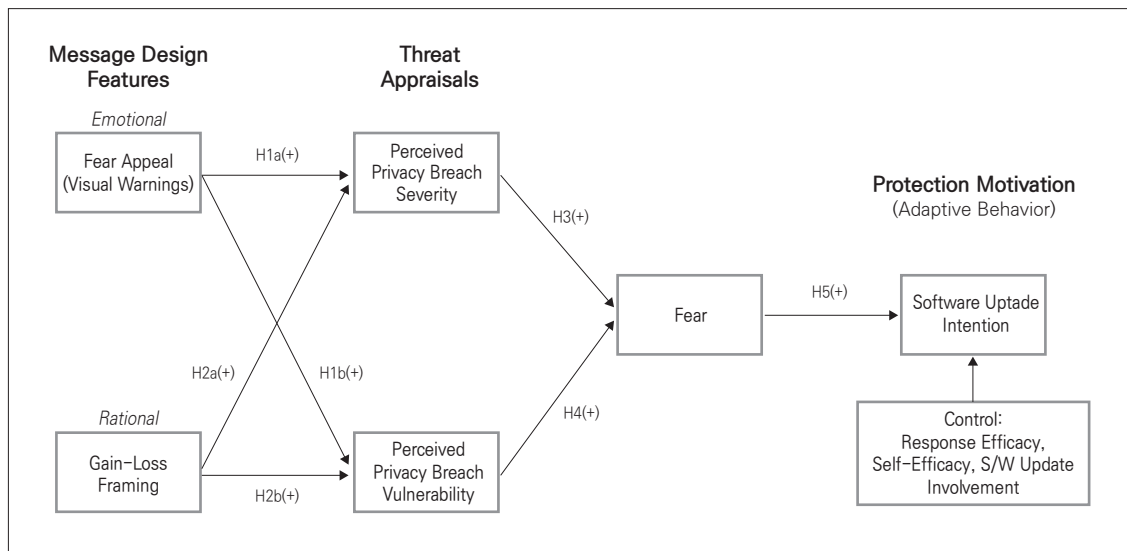 Message Design
Features
Threat
Appraisals
Emotional
Fear Appeal
(Visual Warnings)
H1a(+)
Perceived
Privacy Breach
Severity
Protection Motivation
(Adaptive Behavior)
H3(+)
Fear
H5(+)
Software Uptade
Intention
H2a(+)
H1b(+)
H4(+)
Rational
Gain-Loss
Framing
H2b(+)
Perceived
Privacy Breach
Vulnerability
Control:
Response Efficacy,
Self-Efficacy, S/W Update
Involvement